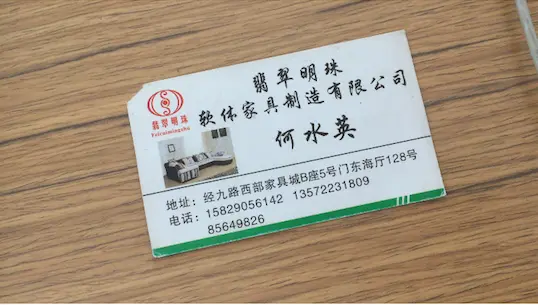 翡翠明珠
软体家具制造有限公司
何水英
翡翠明珠
Feicuimingzhu
地址：经九路西部家具城B座5号门东海厅128号
电话：15829056142 13572231809
85649826